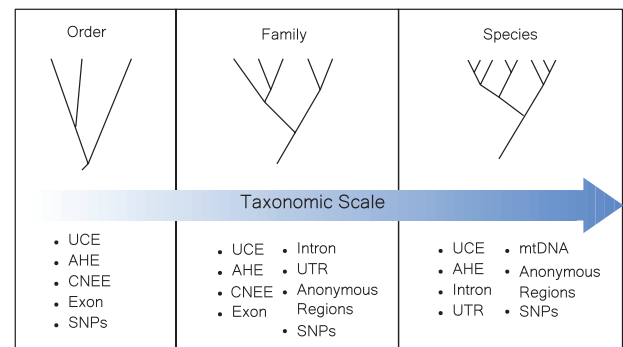 Order
Family
Species
Taxonomic Scale
• UCE
• AHE
• CNEE
• Exon
• SNPs
• UCE
• AHE
• CNEE
• Exon
• Intron
• UTR
• Anonymous
Regions
• SNPs
• UCE
• AHE
• Intron
• UTR
• mtDNA
• Anonymous
Regions
• SNPs